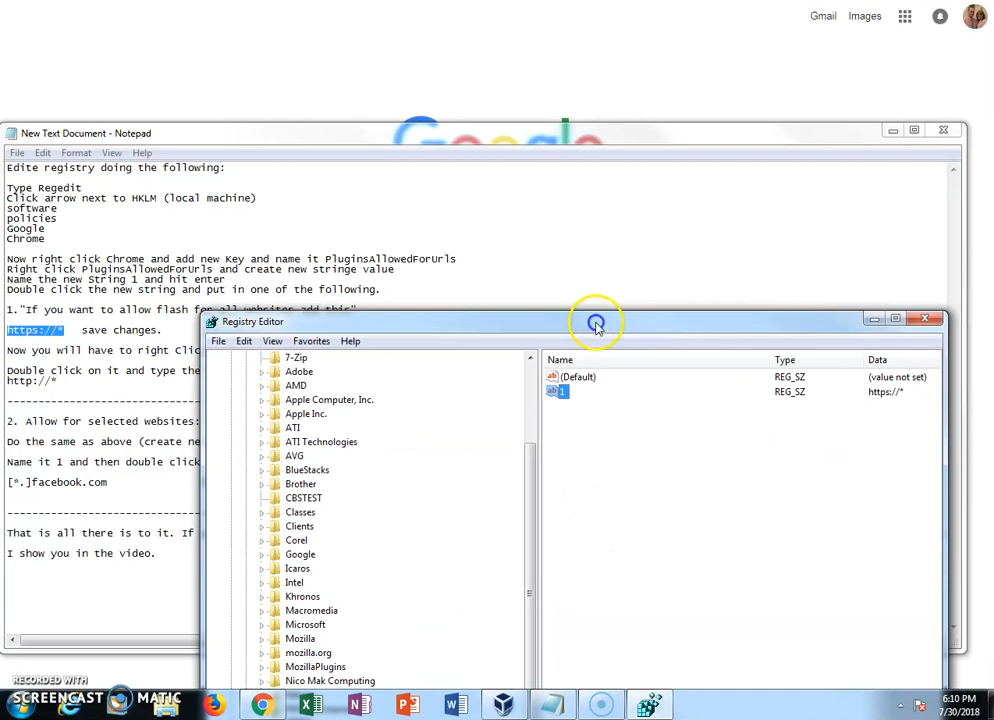 Gmail Images
Google
New Text Document - Notepad
File Edit Format View Help
Edite registry doing the following:
Type Regedit
Click arrow next to HKLM (local machine)
software
policies
Google
Chrome
Now right click Chrome and add new Key and name it PluginsAllowedForUrls
Right click PluginsAllowedForUrls and create new stringe value
Name the new String 1 and hit enter
Double click the new string and put in one of the following.
1."If you want to allow flash for all websites add this"
https://* save changes.
Now you will have to right Clic
Double click on it and type the
http://*
2. Allow for selected websites:
Do the same as above (create ne
Name it 1 and then double click
[*.]facebook.com
That is all there is to it. If
I show you in the video.
Registry Editor
File Edit View Favorites Help
7-Zip
Adobe
AMD
Apple Computer, Inc.
Apple Inc.
ATI
ATI Technologies
AVG
BlueStacks
Brother
CBSTEST
Classes
Clients
Corel
Google
Icaros
Intel
Khronos
Macromedia
Microsoft
Mozilla
mozilla.org
MozillaPlugins
Nico Mak Computing
Name Type Data
(Default) REG_SZ (value not set)
1 REG_SZ https://*
RECORDED WITH
SCREENCAST MATIC
6:10 PM
7/30/2018